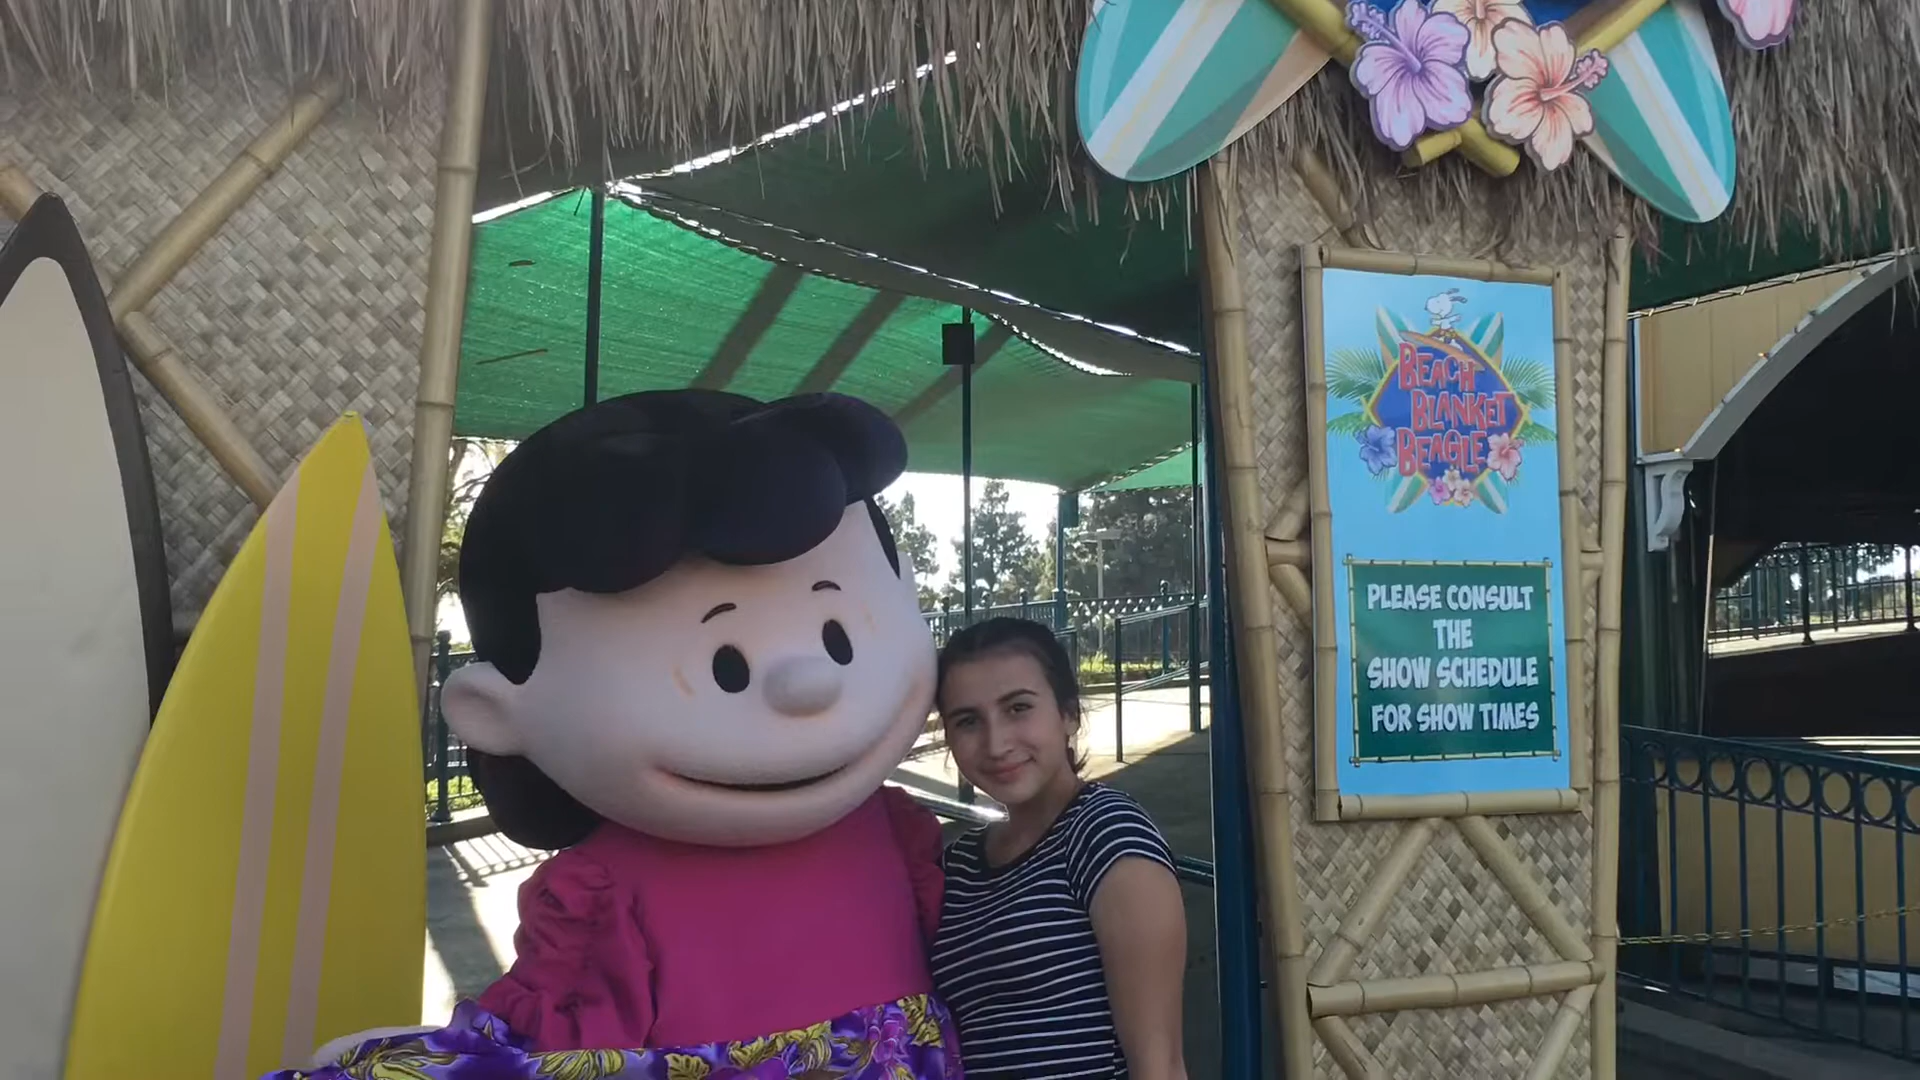 BEACH
BLANKET
BEAGLE
PLEASE CONSULT
THE
SHOW SCHEDULE
FOR SHOW TIMES